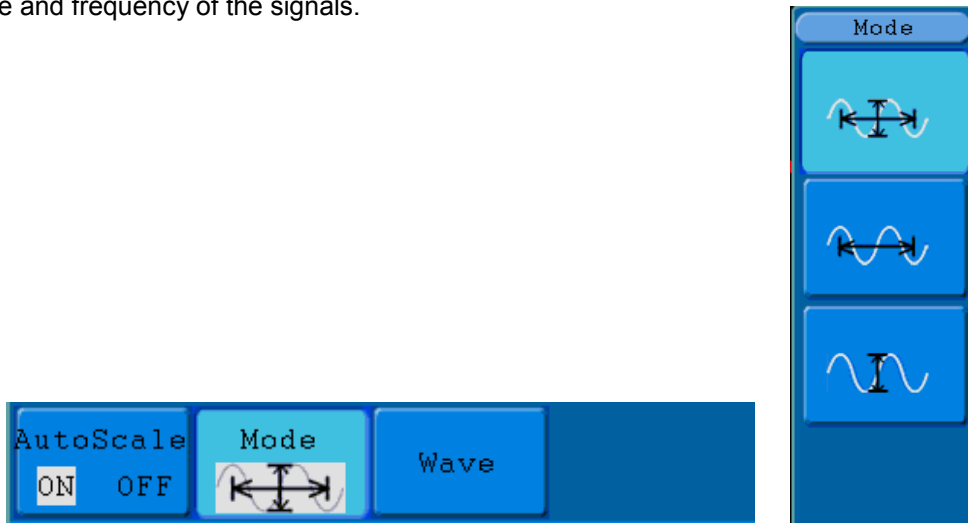 and frequency of the signals.
Mode
AutoScale
ON OFF
Mode
Wave